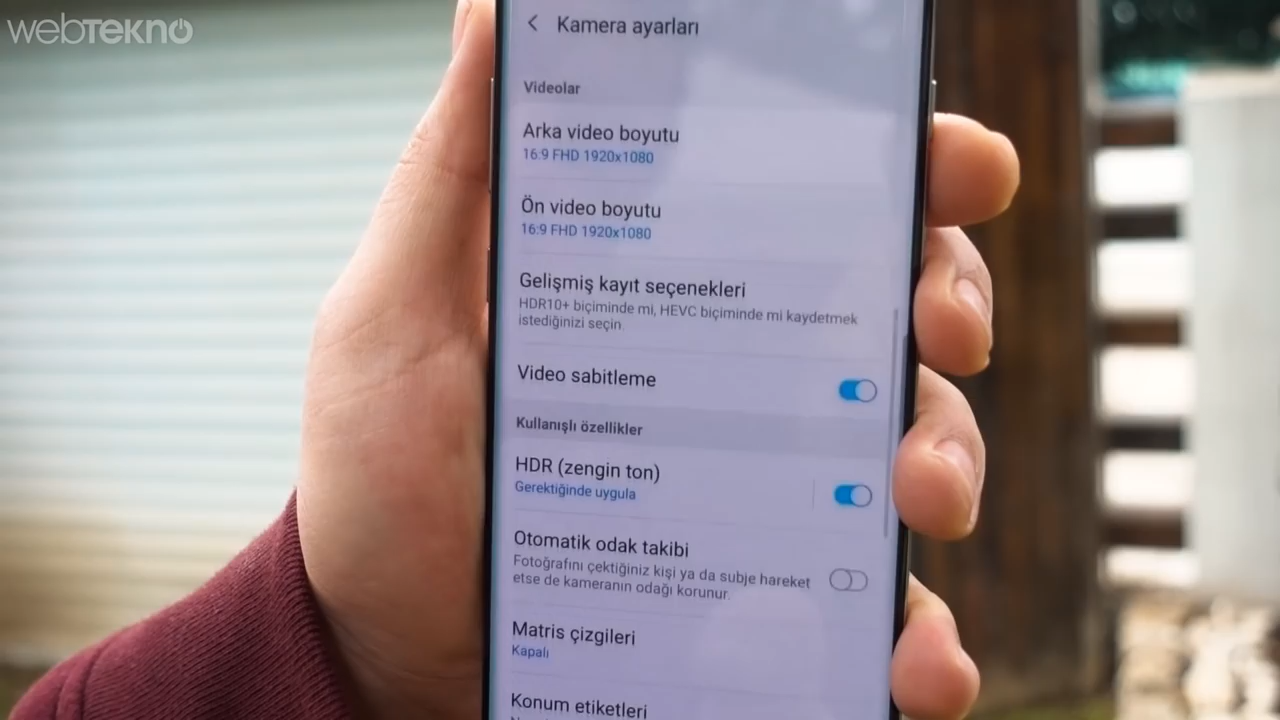 webtekno
Kamera ayarları
Videolar
Arka video boyutu
16:9 FHD 1920x1080
Ön video boyutu
16:9 FHD 1920x1080
Gelişmiş kayıt seçenekleri
HDR10+ biçiminde mi, HEVC biçiminde mi kaydetmek
istediğinizi seçin.
Video sabitleme
Kullanışlı özellikler
HDR (zengin ton)
Gerektiğinde uygula
Otomatik odak takibi
Fotoğrafını çektiğiniz kişi ya da subje hareket
etse de kameranın odağı korunur.
Matris çizgileri
Kapalı
Konum etiketleri